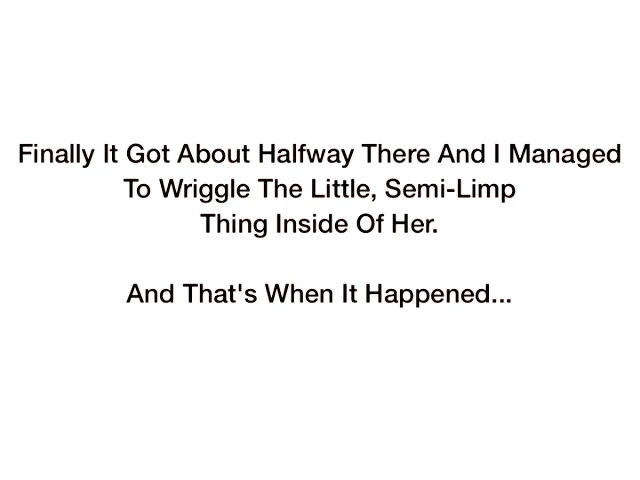 Finally It Got About Halfway There And I Managed
To Wriggle The Little, Semi-Limp
Thing Inside Of Her.
And That's When It Happened...